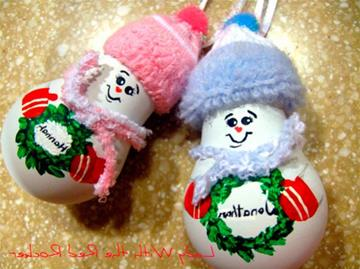 Hannah
Jonathan
Lady With the Red Rocker